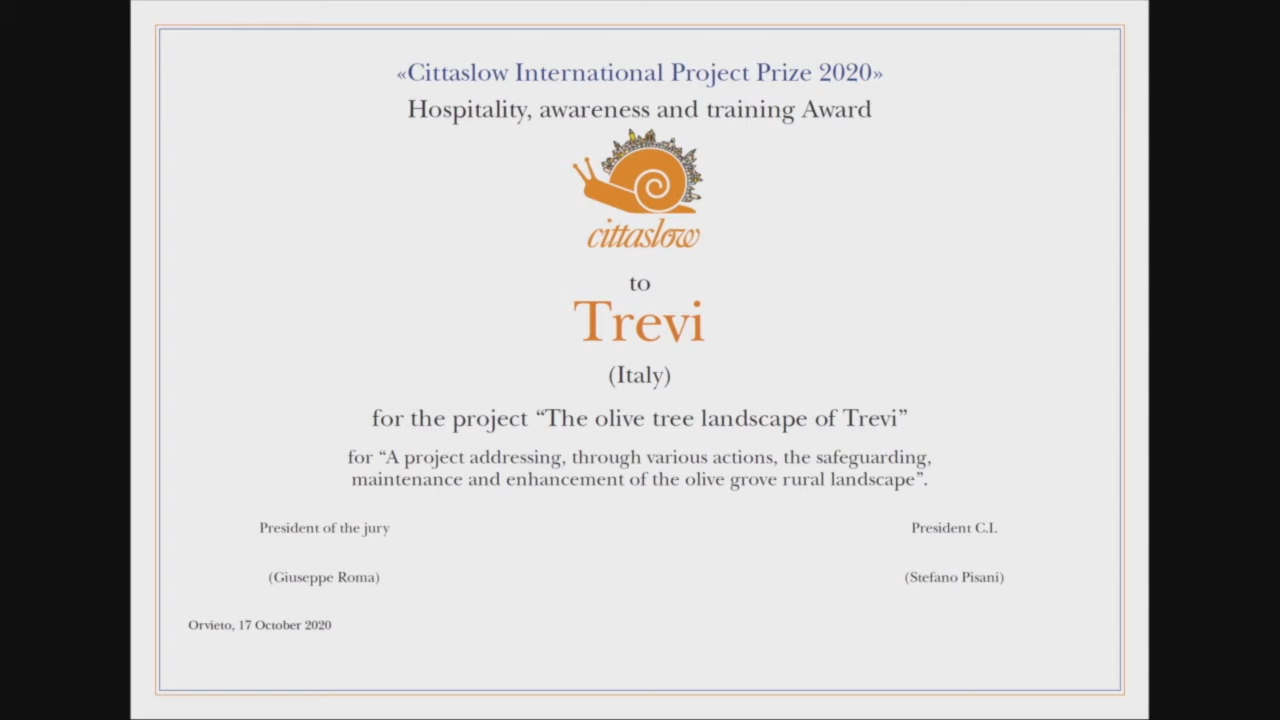 «Cittaslow International Project Prize 2020»
Hospitality, awareness and training Award
cittaslow
to
Trevi
(Italy)
for the project “The olive tree landscape of Trevi”
for “A project addressing, through various actions, the safeguarding,
maintenance and enhancement of the olive grove rural landscape”.
President of the jury
President C.I.
(Giuseppe Roma)
(Stefano Pisani)
Orvieto, 17 October 2020